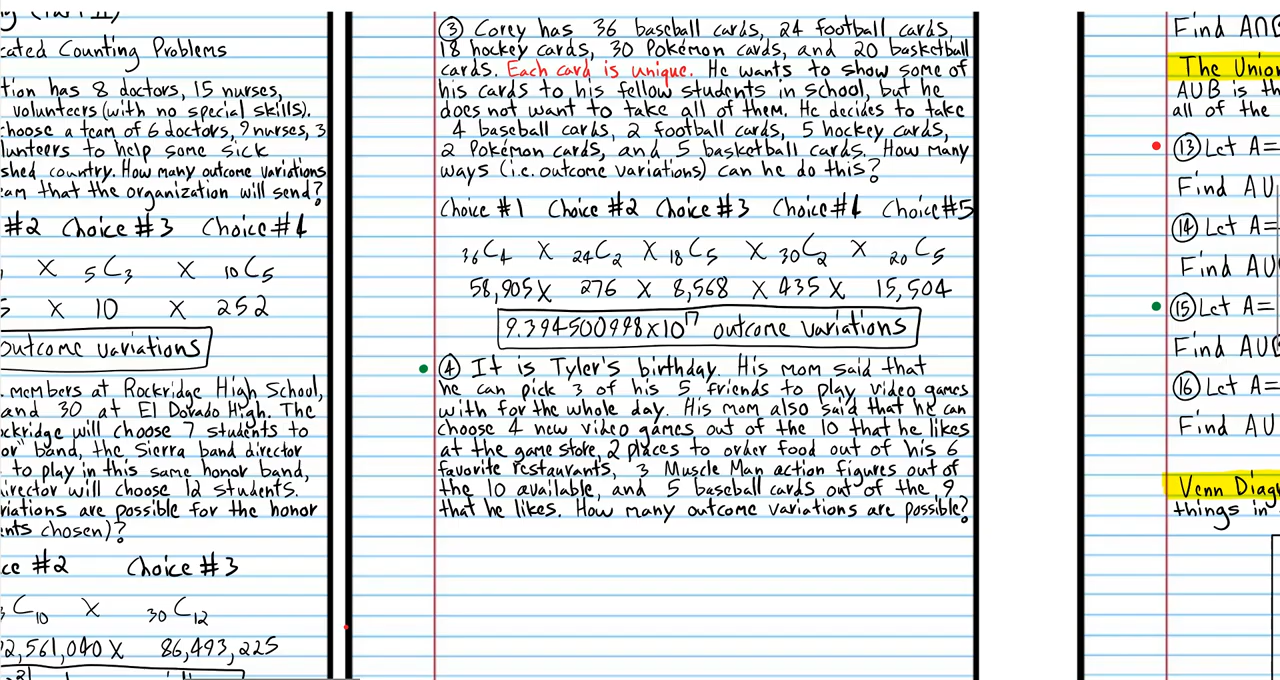 cated Counting Problems
tion has 8 doctors, 15 nurses,
volunteers (with no special skills).
choose a team of 6 doctors, 9 nurses, 3
lunteers to help some sick
shed country. How many outcome variations
am that the organization will send?
#2 Choice #3 Choice #4
X 5C3 X 10C5
X 10 X 252
outcome variations
members at Rockridge High School,
and 30 at El Dorado High. The
ckridge will choose 7 students to
or" band, the Sierra band director
to play in this same honor band,
irector will choose 12 students.
riations are possible for the honor
ents chosen)?
ce #2 Choice #3
C10 X 30C12
2,561,040 X 86,493,225
③ Corey has 36 baseball cards, 24 football cards,
18 hockey cards, 30 Pokémon cards, and 20 basketball
cards. Each card is unique. He wants to show some of
his cards to his fellow students in school, but he
does not want to take all of them. He decides to take
4 baseball cards, 2 football cards, 5 hockey cards,
2 Pokémon cards, and 5 basketball cards. How many
ways (i.e. outcome variations) can he do this?
Choice #1 Choice #2 Choice #3 Choice #4 Choice #5
36C4 X 24C2 X 18C5 X 30C2 X 20C5
58,905 X 276 X 8,568 X 435 X 15,504
9.394500998x10^17 outcome variations
④ It is Tyler's birthday. His mom said that
he can pick 3 of his 5 friends to play video games
with for the whole day. His mom also said that he can
choose 4 new video games out of the 10 that he likes
at the game store, 2 places to order food out of his 6
favorite restaurants, 3 Muscle Man action figures out of
the 10 available, and 5 baseball cards out of the 9
that he likes. How many outcome variations are possible?
Find A∩
The Union
AUB is th
all of the
⑬ Let A=
Find AU
⑭ Let A=
Find AU
⑮ Let A=
Find AU
⑯ Let A=
Find AU
Venn Diag
things in